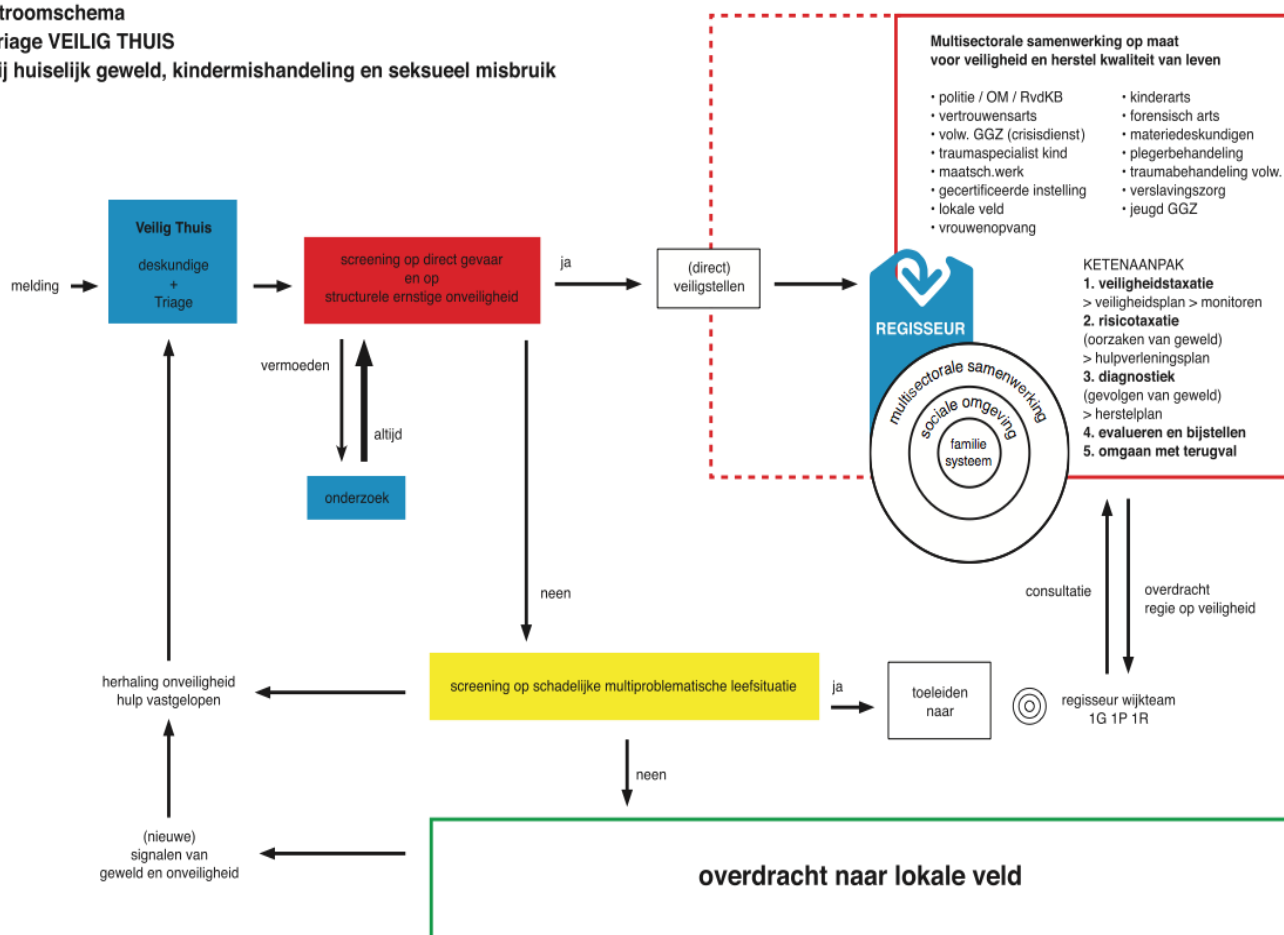 troomschema
riage VEILIG THUIS
ij huiselijk geweld, kindermishandeling en seksueel misbruik
Multisectorale samenwerking op maat
voor veiligheid en herstel kwaliteit van leven
• politie / OM / RvdKB
• vertrouwensarts
• volw. GGZ (crisisdienst)
• traumaspecialist kind
• maatsch.werk
• gecertificeerde instelling
• lokale veld
• vrouwenopvang
• kinderarts
• forensisch arts
• materiedeskundigen
• plegerbehandeling
• traumabehandeling volw.
• verslavingszorg
• jeugd GGZ
melding
Veilig Thuis
deskundige
+
Triage
screening op direct gevaar
en op
structurele ernstige onveiligheid
ja
(direct)
veiligstellen
REGISSEUR
multisectorale samenwerking
sociale omgeving
familie
systeem
KETENAANPAK
1. veiligheidstaxatie
> veiligheidsplan > monitoren
2. risicotaxatie
(oorzaken van geweld)
> hulpverleningsplan
3. diagnostiek
(gevolgen van geweld)
> herstelplan
4. evalueren en bijstellen
5. omgaan met terugval
vermoeden
altijd
onderzoek
neen
consultatie
overdracht
regie op veiligheid
herhaling onveiligheid
hulp vastgelopen
screening op schadelijke multiproblematische leefsituatie
ja
toeleiden
naar
regisseur wijkteam
1G 1P 1R
neen
(nieuwe)
signalen van
geweld en onveiligheid
overdracht naar lokale veld